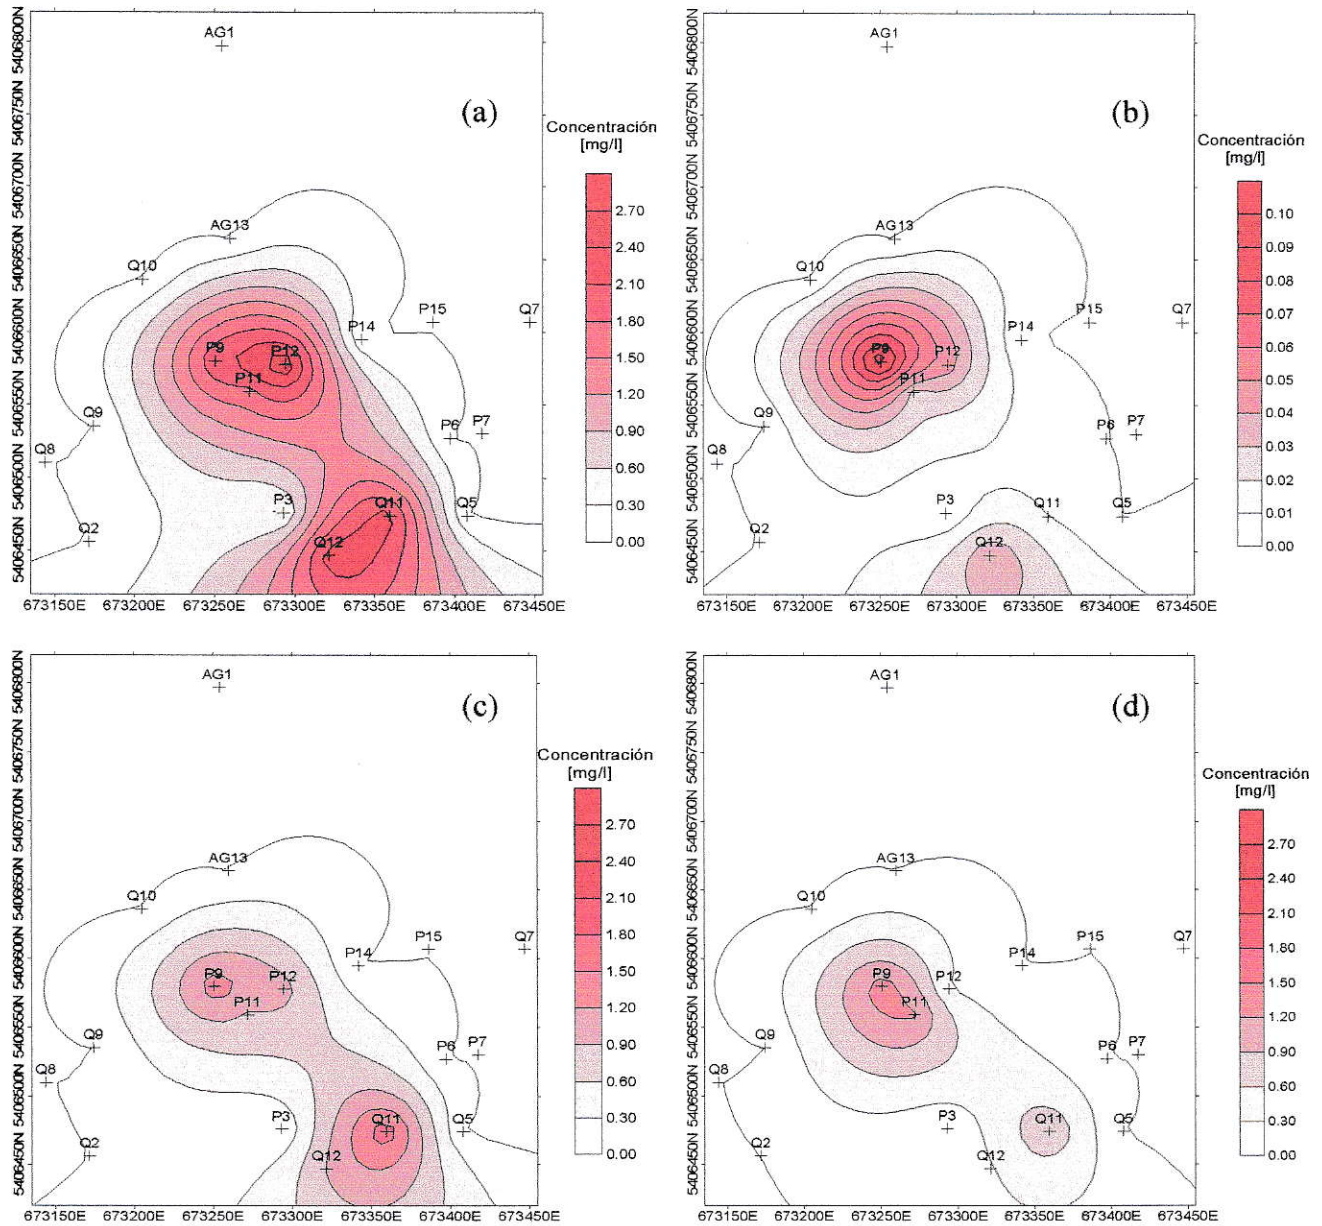 (a)
AG1
AG13
Q10
P15
Q7
P14
P9
P12
P11
Q9
P6
P7
Q8
P3
Q11
Q5
Q2
Q12
5406800N
5406750N
5406700N
5406650N
5406600N
5406550N
5406500N
5406450N
673150E 673200E 673250E 673300E 673350E 673400E 673450E
Concentración
[mg/l]
2.70
2.40
2.10
1.80
1.50
1.20
0.90
0.60
0.30
0.00
(b)
AG1
AG13
Q10
P15
Q7
P14
P9
P12
P11
Q9
P6
P7
Q8
P3
Q11
Q5
Q2
Q12
5406800N
5406750N
5406700N
5406650N
5406600N
5406550N
5406500N
5406450N
673150E 673200E 673250E 673300E 673350E 673400E 673450E
Concentración
[mg/l]
0.10
0.09
0.08
0.07
0.06
0.05
0.04
0.03
0.02
0.01
0.00
(c)
AG1
AG13
Q10
P15
Q7
P14
P9
P12
P11
Q9
P6
P7
Q8
P3
Q11
Q5
Q2
Q12
5406800N
5406750N
5406700N
5406650N
5406600N
5406550N
5406500N
5406450N
673150E 673200E 673250E 673300E 673350E 673400E 673450E
Concentración
[mg/l]
2.70
2.40
2.10
1.80
1.50
1.20
0.90
0.60
0.30
0.00
(d)
AG1
AG13
Q10
P15
Q7
P14
P9
P12
P11
Q9
P6
P7
Q8
P3
Q11
Q5
Q2
Q12
5406800N
5406750N
5406700N
5406650N
5406600N
5406550N
5406500N
5406450N
673150E 673200E 673250E 673300E 673350E 673400E 673450E
Concentración
[mg/l]
2.70
2.40
2.10
1.80
1.50
1.20
0.90
0.60
0.30
0.00